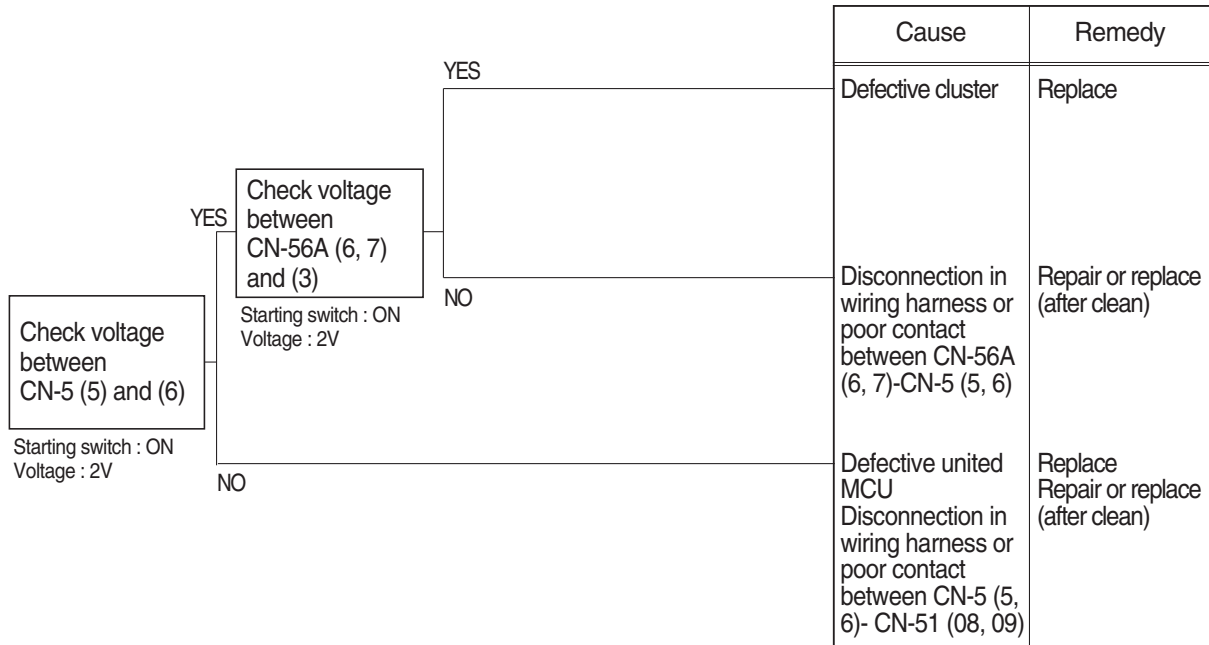 Cause
Remedy
YES
Defective cluster
Replace
Check voltage
between
CN-56A (6, 7)
and (3)
YES
Starting switch : ON
Voltage : 2V
NO
Disconnection in
wiring harness or
poor contact
between CN-56A
(6, 7)-CN-5 (5, 6)
Repair or replace
(after clean)
Check voltage
between
CN-5 (5) and (6)
Starting switch : ON
Voltage : 2V
NO
Defective united
MCU
Disconnection in
wiring harness or
poor contact
between CN-5 (5,
6)- CN-51 (08, 09)
Replace
Repair or replace
(after clean)